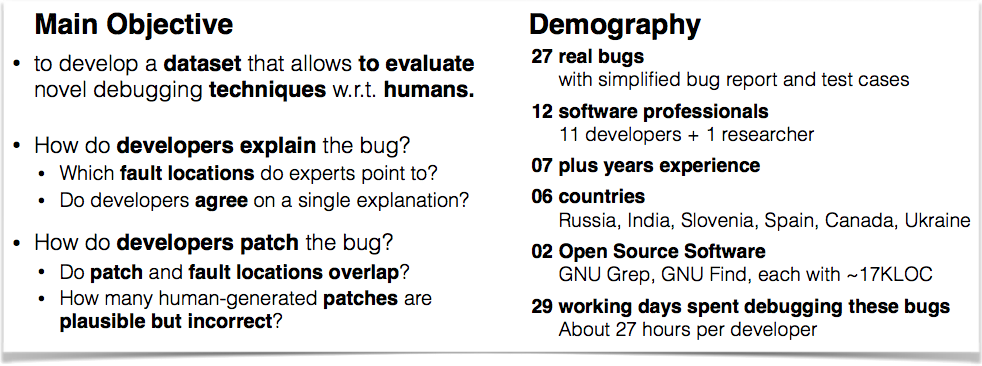 Main Objective
• to develop a dataset that allows to evaluate
novel debugging techniques w.r.t. humans.
• How do developers explain the bug?
• Which fault locations do experts point to?
• Do developers agree on a single explanation?
• How do developers patch the bug?
• Do patch and fault locations overlap?
• How many human-generated patches are
plausible but incorrect?
Demography
27 real bugs
with simplified bug report and test cases
12 software professionals
11 developers + 1 researcher
07 plus years experience
06 countries
Russia, India, Slovenia, Spain, Canada, Ukraine
02 Open Source Software
GNU Grep, GNU Find, each with ~17KLOC
29 working days spent debugging these bugs
About 27 hours per developer